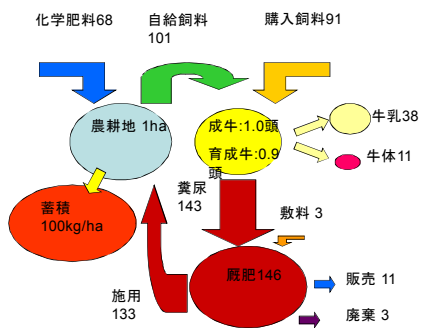 化学肥料68
自給飼料
101
購入飼料91
農耕地 1ha
成牛:1.0頭
育成牛:0.9
頭
牛乳38
牛体11
蓄積
100kg/ha
糞尿
143
敷料 3
厩肥146
施用
133
販売 11
廃棄 3